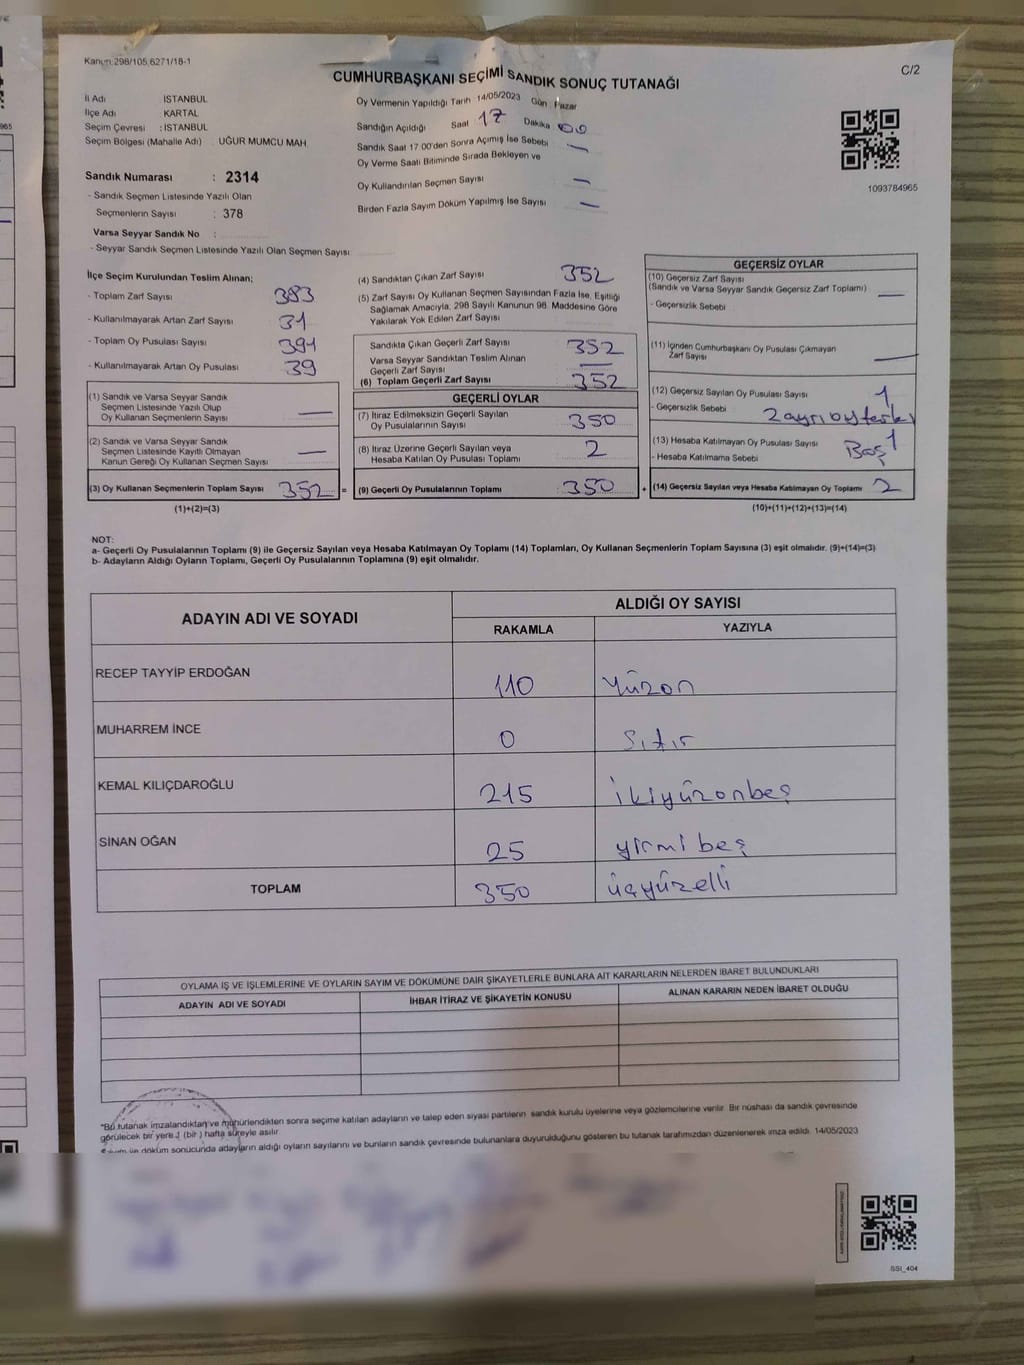 Kanun 298/105,6271/18-1
CUMHURBAŞKANI SEÇİMİ SANDIK SONUÇ TUTANAĞI
C/2
İl Adı İSTANBUL
İlçe Adı KARTAL
Seçim Çevresi : İSTANBUL
Seçim Bölgesi (Mahalle Adı) UĞUR MUMCU MAH.
Sandık Numarası : 2314
- Sandık Seçmen Listesinde Yazılı Olan
Seçmenlerin Sayısı : 378
Varsa Seyyar Sandık No :
- Seyyar Sandık Seçmen Listesinde Yazılı Olan Seçmen Sayısı
Oy Vermenin Yapıldığı Tarih 14/05/2023 Gün Pazar
Sandığın Açıldığı Saat 17 Dakika 00
Sandık Saat 17.00'den Sonra Açılmış İse Sebebi —
Oy Verme Saati Bitiminde Sırada Bekleyen ve
Oy Kullandırılan Seçmen Sayısı —
Birden Fazla Sayım Döküm Yapılmış İse Sayısı —
1093784965
İlçe Seçim Kurulundan Teslim Alınan;
- Toplam Zarf Sayısı 383
- Kullanılmayarak Artan Zarf Sayısı 31
- Toplam Oy Pusulası Sayısı 391
- Kullanılmayarak Artan Oy Pusulası 39
(1) Sandık ve Varsa Seyyar Sandık
Seçmen Listesinde Yazılı Olup
Oy Kullanan Seçmenlerin Sayısı —
(2) Sandık ve Varsa Seyyar Sandık
Seçmen Listesinde Kayıtlı Olmayan
Kanun Gereği Oy Kullanan Seçmen Sayısı —
(3) Oy Kullanan Seçmenlerin Toplam Sayısı 352 =
(1)+(2)=(3)
(4) Sandıktan Çıkan Zarf Sayısı 352
(5) Zarf Sayısı Oy Kullanan Seçmen Sayısından Fazla İse, Eşitliği
Sağlamak Amacıyla, 298 Sayılı Kanunun 98. Maddesine Göre
Yakılarak Yok Edilen Zarf Sayısı
Sandıkta Çıkan Geçerli Zarf Sayısı 352
Varsa Seyyar Sandıktan Teslim Alınan
Geçerli Zarf Sayısı —
(6) Toplam Geçerli Zarf Sayısı 352
GEÇERLİ OYLAR
(7) İtiraz Edilmeksizin Geçerli Sayılan
Oy Pusulalarının Sayısı 350
(8) İtiraz Üzerine Geçerli Sayılan veya
Hesaba Katılan Oy Pusulası Toplamı 2
(9) Geçerli Oy Pusulalarının Toplamı 350 +
GEÇERSİZ OYLAR
(10) Geçersiz Zarf Sayısı
(Sandık ve Varsa Seyyar Sandık Geçersiz Zarf Toplamı) —
- Geçersizlik Sebebi
(11) İçinden Cumhurbaşkanı Oy Pusulası Çıkmayan
Zarf Sayısı —
(12) Geçersiz Sayılan Oy Pusulası Sayısı 1
- Geçersizlik Sebebi 2 ayrı oy
(13) Hesaba Katılmayan Oy Pusulası Sayısı 1
- Hesaba Katılmama Sebebi Boş
(14) Geçersiz Sayılan veya Hesaba Katılmayan Oy Toplamı 2
(10)+(11)+(12)+(13)=(14)
NOT:
a- Geçerli Oy Pusulalarının Toplamı (9) ile Geçersiz Sayılan veya Hesaba Katılmayan Oy Toplamı (14) Toplamları, Oy Kullanan Seçmenlerin Toplam Sayısına (3) eşit olmalıdır. (9)+(14)=(3)
b- Adayların Aldığı Oyların Toplamı, Geçerli Oy Pusulalarının Toplamına (9) eşit olmalıdır.
ADAYIN ADI VE SOYADI ALDIĞI OY SAYISI
RAKAMLA YAZIYLA
RECEP TAYYİP ERDOĞAN 110 Yüzon
MUHARREM İNCE 0 Sıfır
KEMAL KILIÇDAROĞLU 215 ikiyüzonbeş
SİNAN OĞAN 25 yirmi beş
TOPLAM 350 üçyüzelli
OYLAMA İŞ VE İŞLEMLERİNE VE OYLARIN SAYIM VE DÖKÜMÜNE DAİR ŞİKAYETLERLE BUNLARA AİT KARARLARIN NELERDEN İBARET BULUNDUKLARI
ADAYIN ADI VE SOYADI İHBAR İTİRAZ VE ŞİKAYETİN KONUSU ALINAN KARARIN NEDEN İBARET OLDUĞU
*Bu tutanak imzalandıktan ve mühürlendikten sonra seçime katılan adayların ve talep eden siyasi partilerin sandık kurulu üyelerine veya gözlemcilerine verilir. Bir nüshası da sandık çevresinde
görülecek bir yere 1 (bir) hafta süreyle asılır.
Sayım ve döküm sonucunda adayların aldığı oyların sayılarını ve bunların sandık çevresinde bulunanlara duyurulduğunu gösteren bu tutanak tarafımızdan düzenlenerek imza edildi. 14/05/2023
SSI_404